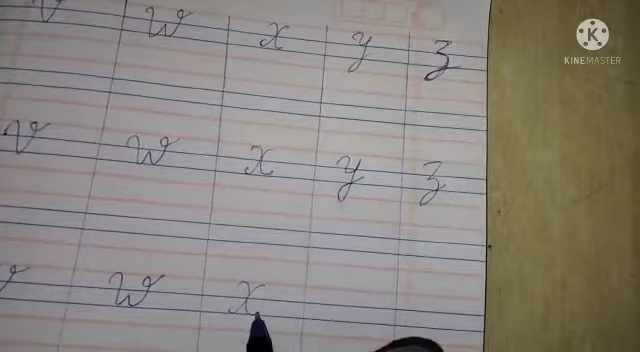 v w x y z
K
KINEMASTER
v w x y z
v w x